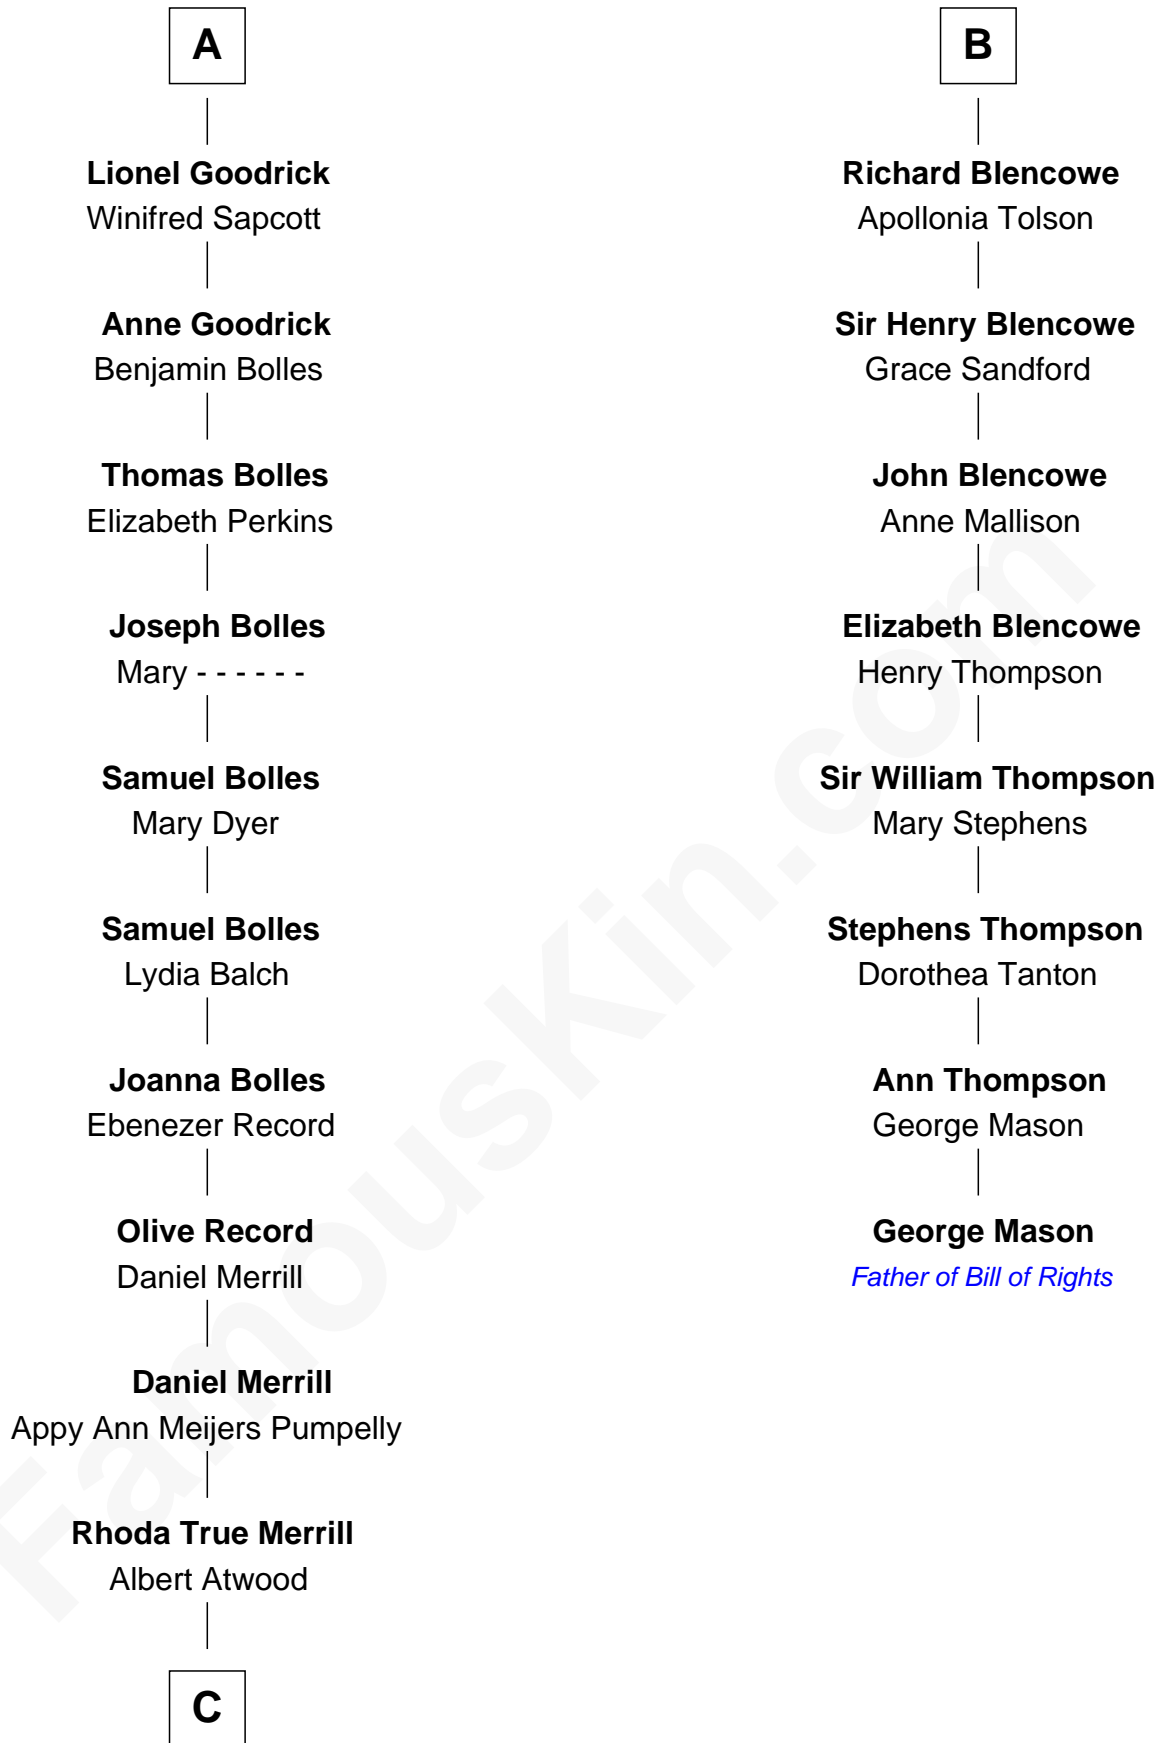 A
Lionel Goodrick
Winifred Sapcott
Anne Goodrick
Benjamin Bolles
Thomas Bolles
Elizabeth Perkins
Joseph Bolles
Mary - - - - - -
Samuel Bolles
Mary Dyer
Samuel Bolles
Lydia Balch
Joanna Bolles
Ebenezer Record
Olive Record
Daniel Merrill
Daniel Merrill
Appy Ann Meijers Pumpelly
Rhoda True Merrill
Albert Atwood
C
B
Richard Blencowe
Apollonia Tolson
Sir Henry Blencowe
Grace Sandford
John Blencowe
Anne Mallison
Elizabeth Blencowe
Henry Thompson
Sir William Thompson
Mary Stephens
Stephens Thompson
Dorothea Tanton
Ann Thompson
George Mason
George Mason
Father of Bill of Rights
FamousKin.com